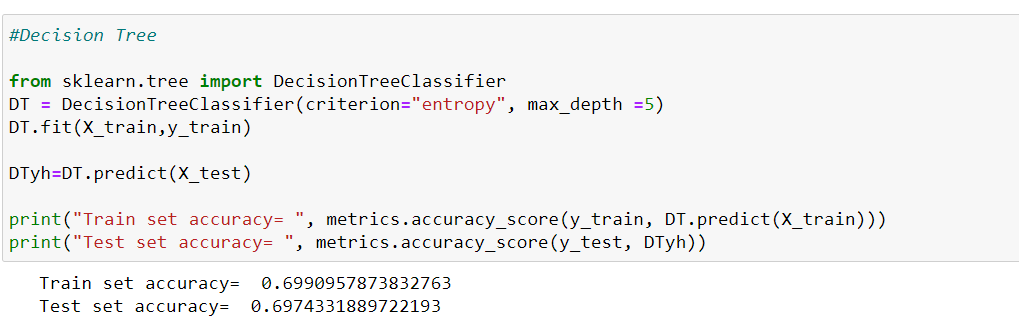 #Decision Tree
from sklearn.tree import DecisionTreeClassifier
DT = DecisionTreeClassifier(criterion="entropy", max_depth =5)
DT.fit(X_train,y_train)
DTyh=DT.predict(X_test)
print("Train set accuracy= ", metrics.accuracy_score(y_train, DT.predict(X_train)))
print("Test set accuracy= ", metrics.accuracy_score(y_test, DTyh))
Train set accuracy=  0.6990957873832763
Test set accuracy=  0.6974331889722193